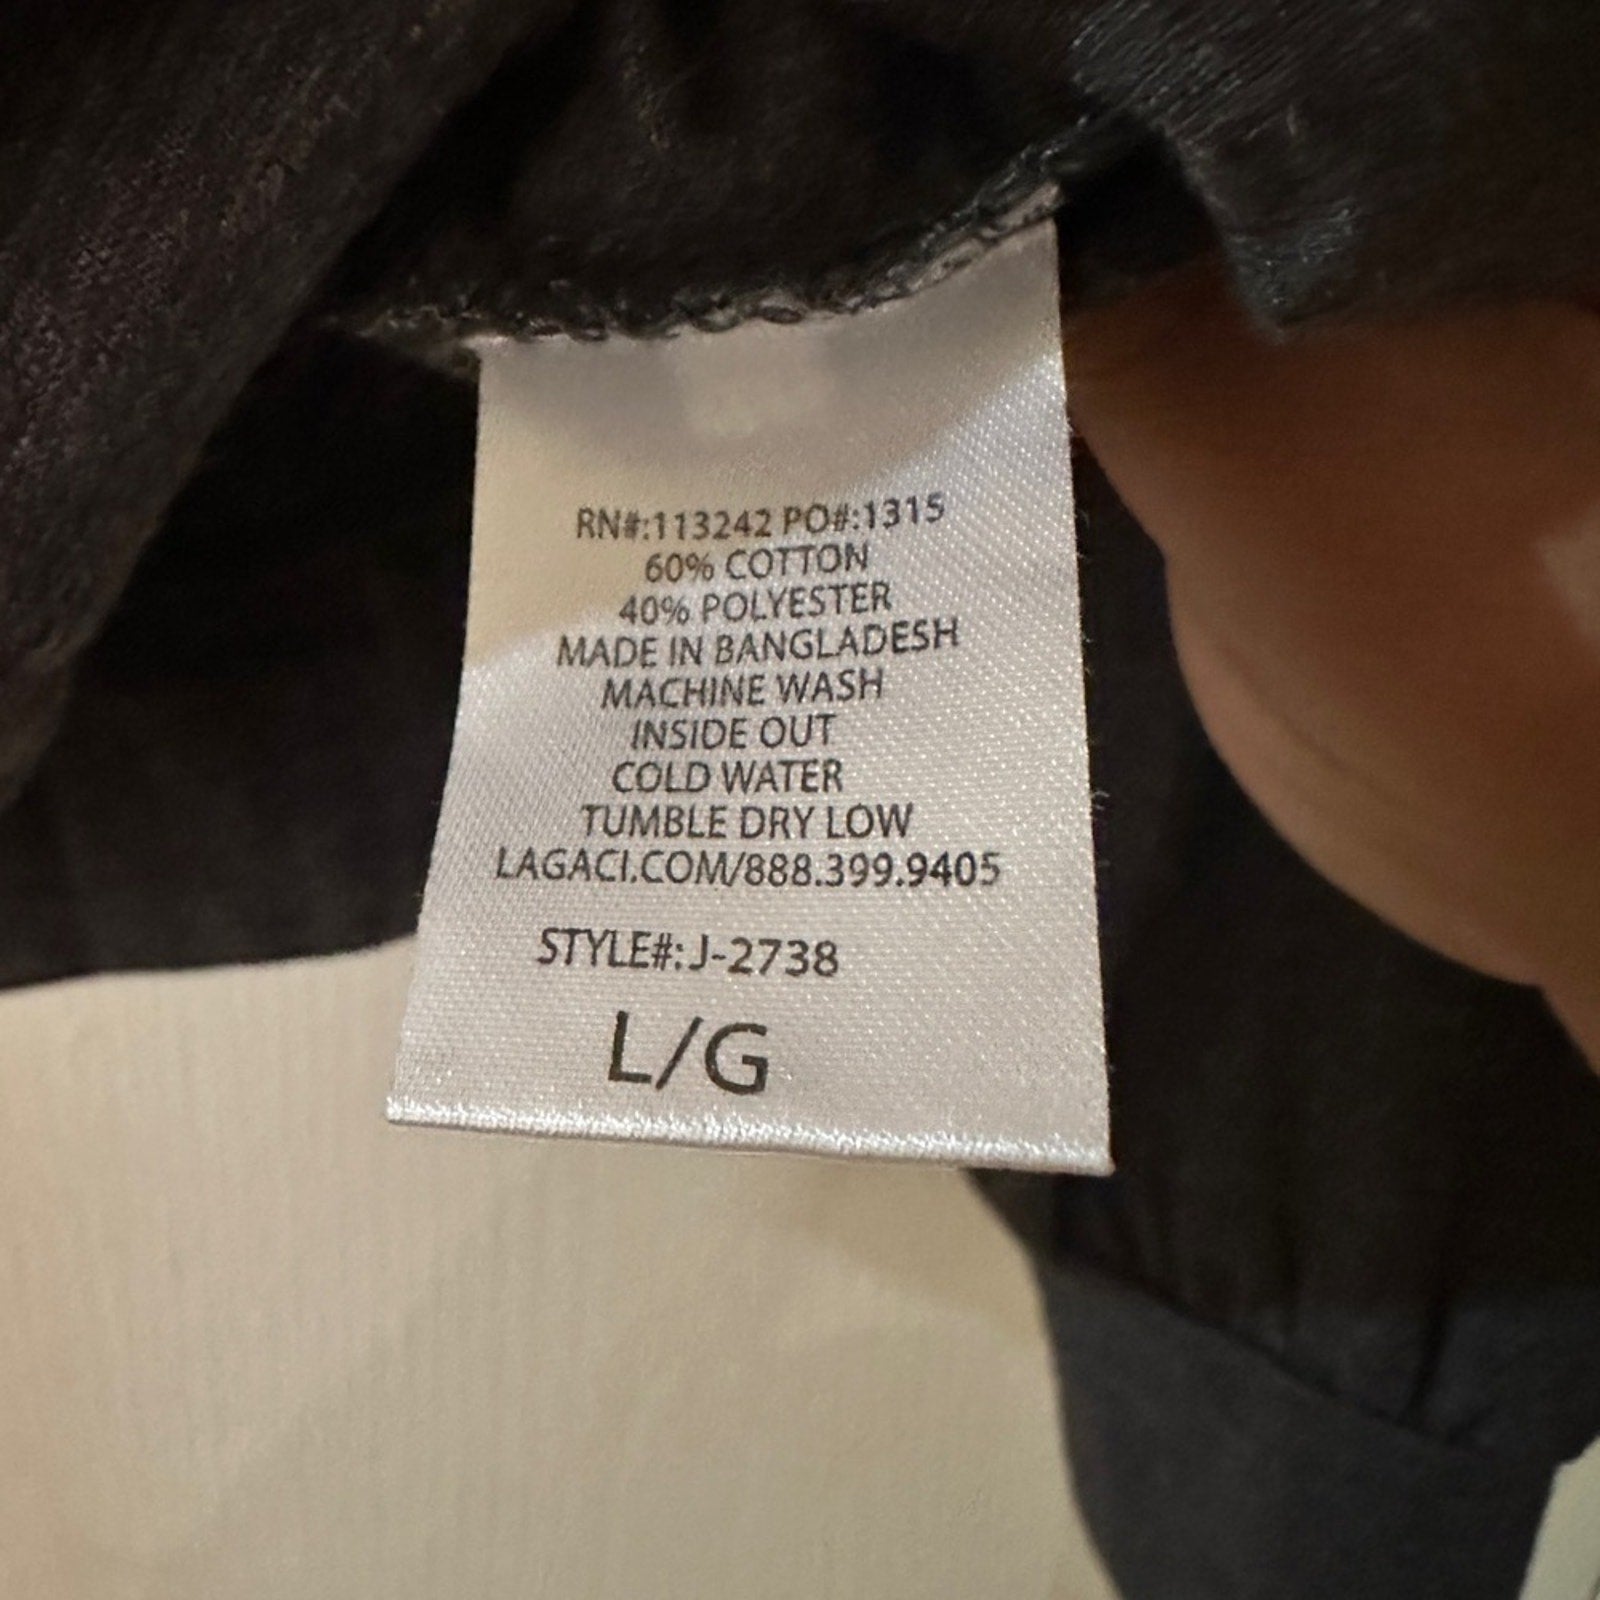 RN#:113242 PO#:1315
60% COTTON
40% POLYESTER
MADE IN BANGLADESH
MACHINE WASH
INSIDE OUT
COLD WATER
TUMBLE DRY LOW
LAGACI.COM/888.399.9405
STYLE#:J-2738
L/G